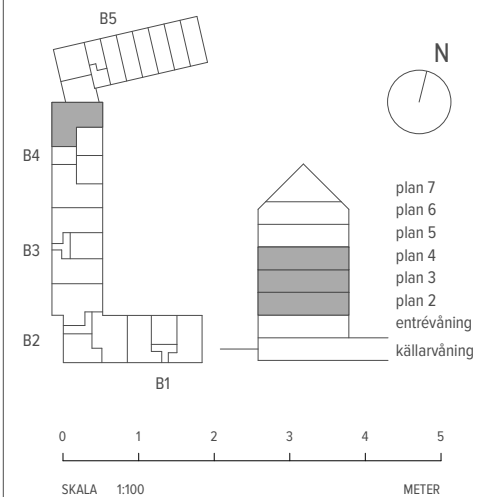 B5
N
B4
B3
B2
B1
plan 7
plan 6
plan 5
plan 4
plan 3
plan 2
entrévåning
källarvåning
0 1 2 3 4 5
SKALA 1:100 METER